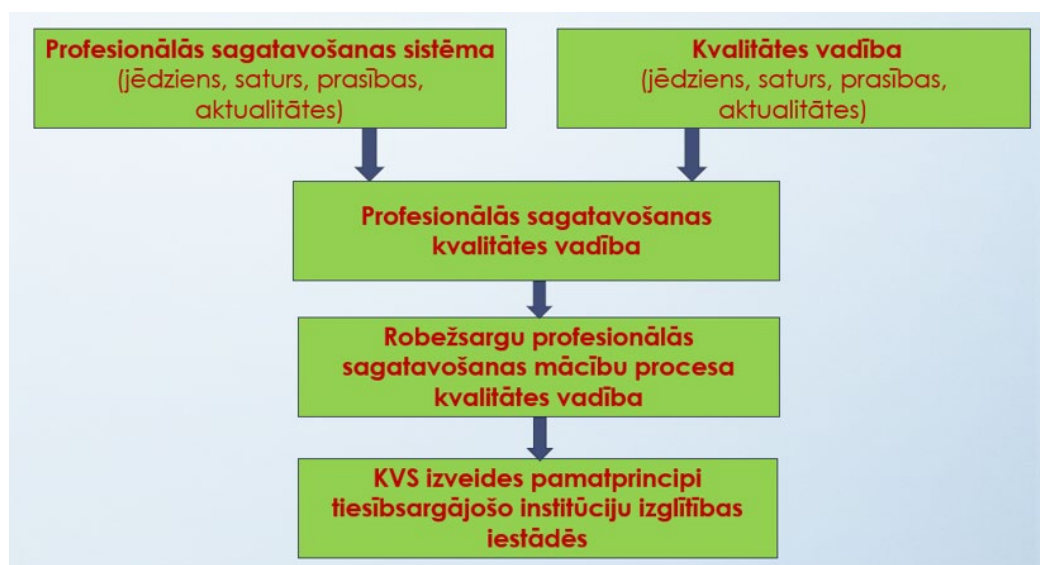 Profesionālās sagatavošanas sistēma
(jēdziens, saturs, prasības,
aktualitātes)
Kvalitātes vadība
(jēdziens, saturs, prasības,
aktualitātes)
Profesionālās sagatavošanas
kvalitātes vadība
Robežsargu profesionālās
sagatavošanas mācību procesa
kvalitātes vadība
KVS izveides pamatprincipi
tiesībsargājošo institūciju izglītības
iestādēs